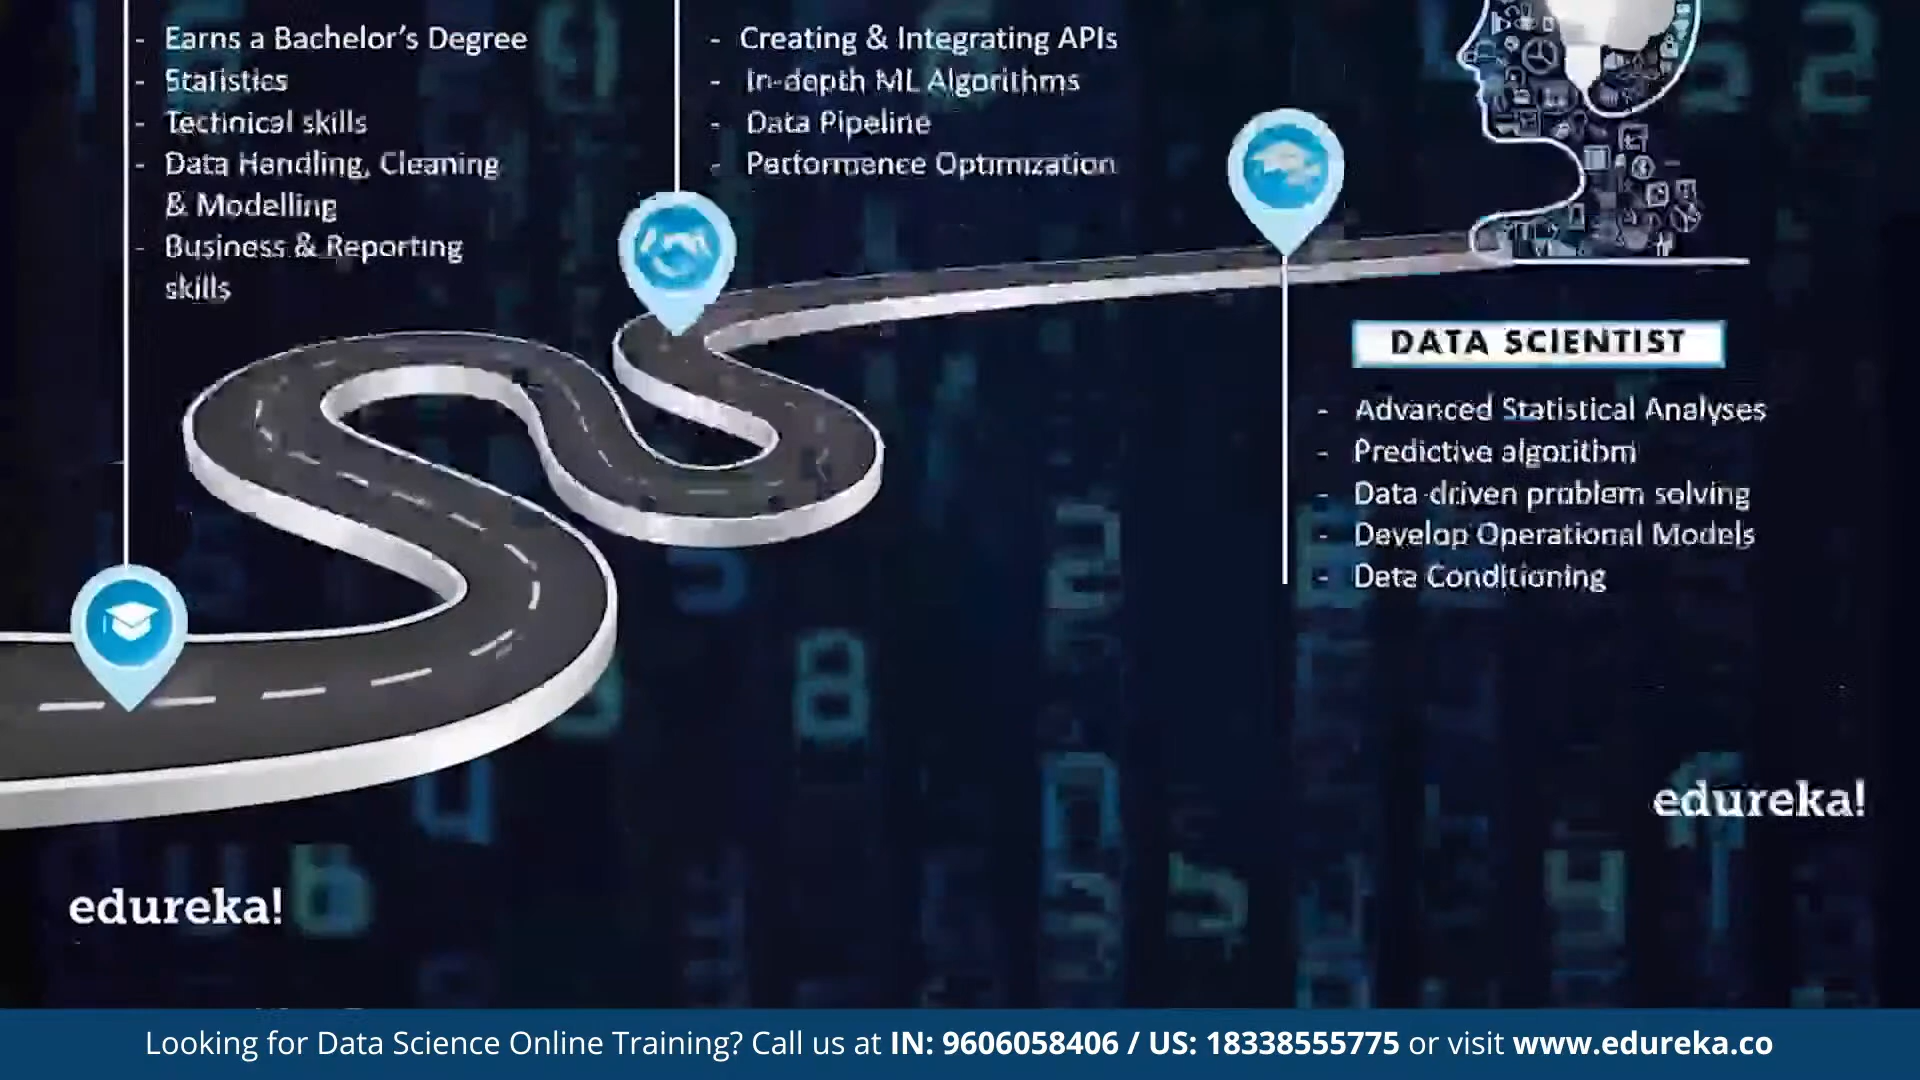 - Earns a Bachelor's Degree
- Statistics
- Technical skills
- Data Handling, Cleaning
& Modelling
- Business & Reporting
skills
- Creating & Integrating APIs
- In-depth ML Algorithms
- Data Pipeline
- Performence Optimization
DATA SCIENTIST
- Advanced Statistical Analyses
- Predictive algorithm
- Data driven problem solving
- Develop Operational Models
- Data Conditioning
edureka!
edureka!
Looking for Data Science Online Training? Call us at IN: 9606058406 / US: 18338555775 or visit www.edureka.co